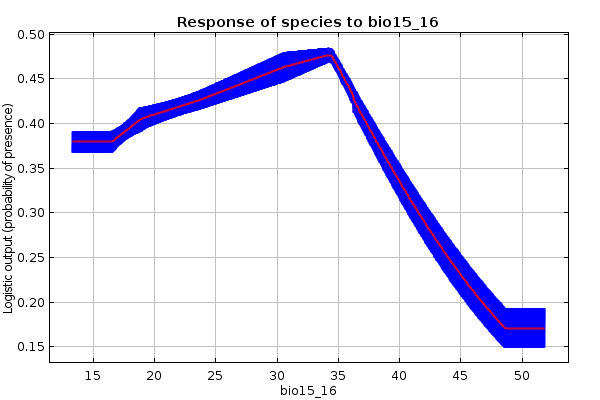 Response of species to bio15_16
Logistic output (probability of presence)
0.50
0.45
0.40
0.35
0.30
0.25
0.20
0.15
15 20 25 30 35 40 45 50
bio15_16